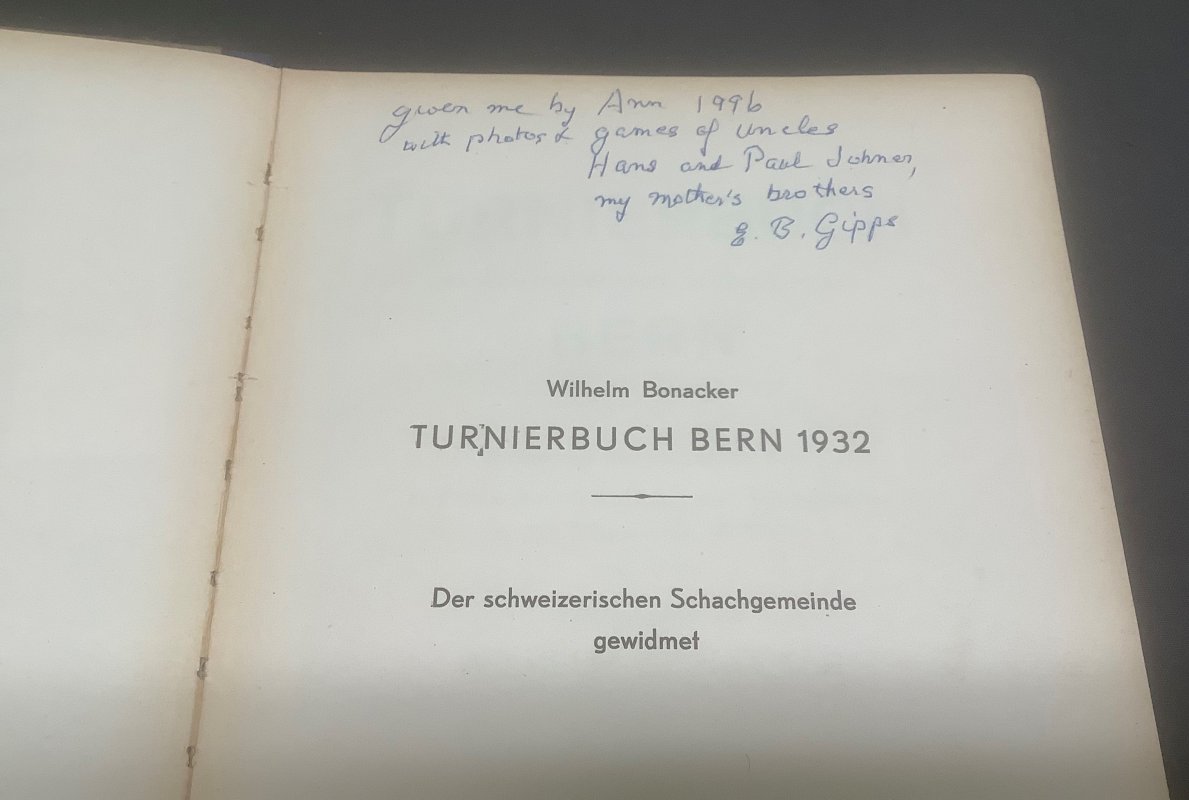 given me by Ann 1996
with photos & games of uncles
Hans and Paul Johner,
my mother's brothers
B. Gipps
Wilhelm Bonacker
TURNIERBUCH BERN 1932
Der schweizerischen Schachgemeinde
gewidmet